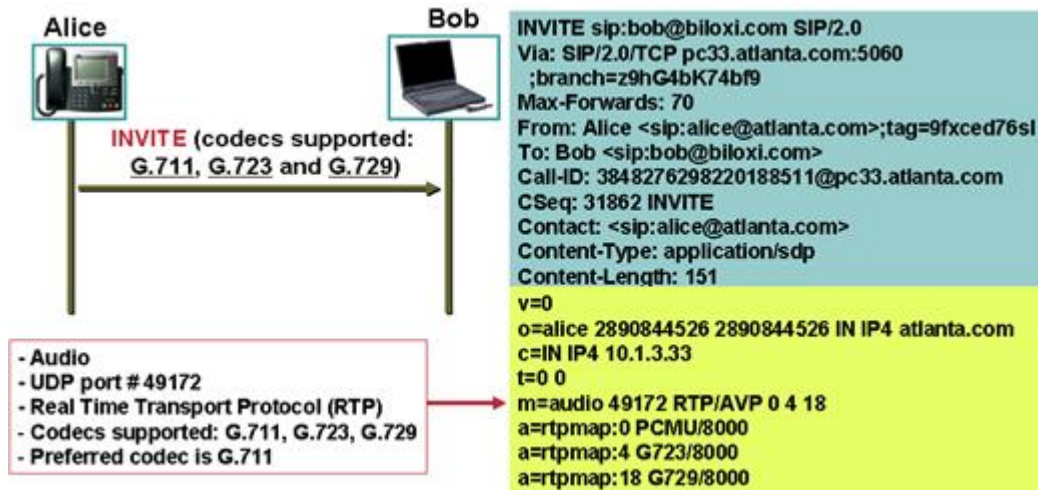 Alice
Bob
INVITE (codecs supported:
G.711, G.723 and G.729)
- Audio
- UDP port # 49172
- Real Time Transport Protocol (RTP)
- Codecs supported: G.711, G.723, G.729
- Preferred codec is G.711
INVITE sip:bob@biloxi.com SIP/2.0
Via: SIP/2.0/TCP pc33.atlanta.com:5060
;branch=z9hG4bK74bf9
Max-Forwards: 70
From: Alice <sip:alice@atlanta.com>;tag=9fxced76sl
To: Bob <sip:bob@biloxi.com>
Call-ID: 3848276298220188511@pc33.atlanta.com
CSeq: 31862 INVITE
Contact: <sip:alice@atlanta.com>
Content-Type: application/sdp
Content-Length: 151
v=0
o=alice 2890844526 2890844526 IN IP4 atlanta.com
c=IN IP4 10.1.3.33
t=0 0
m=audio 49172 RTP/AVP 0 4 18
a=rtpmap:0 PCMU/8000
a=rtpmap:4 G723/8000
a=rtpmap:18 G729/8000